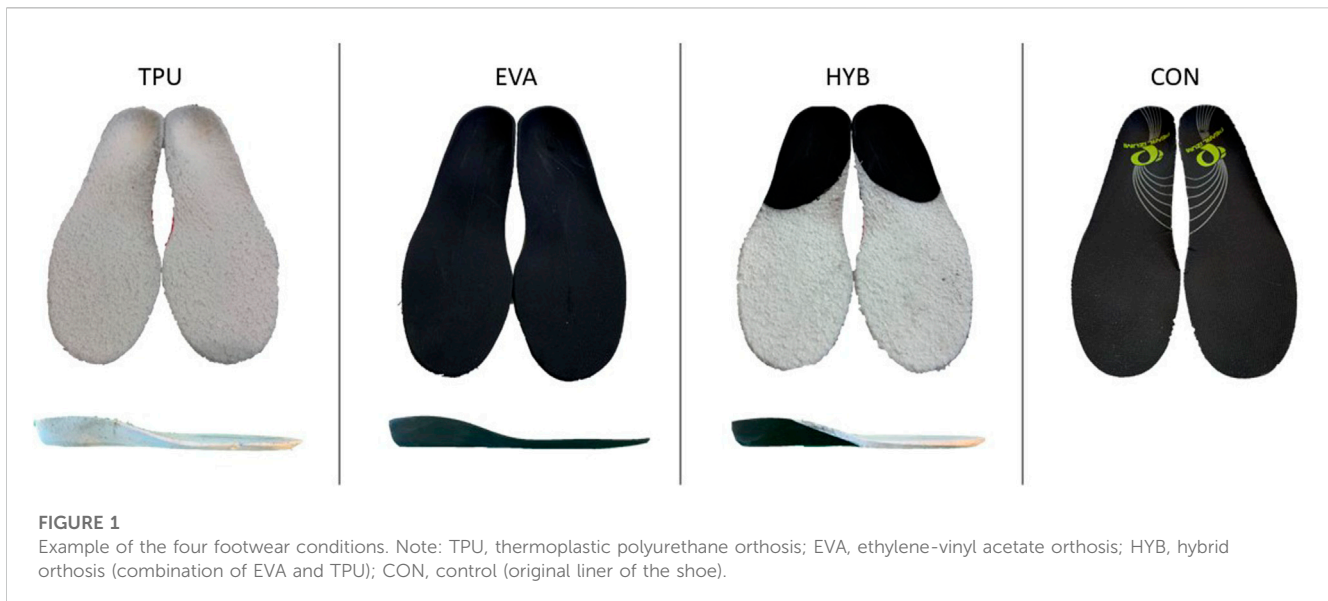 TPU
EVA
HYB
CON
FIGURE 1
Example of the four footwear conditions. Note: TPU, thermoplastic polyurethane orthosis; EVA, ethylene-vinyl acetate orthosis; HYB, hybrid
orthosis (combination of EVA and TPU); CON, control (original liner of the shoe).